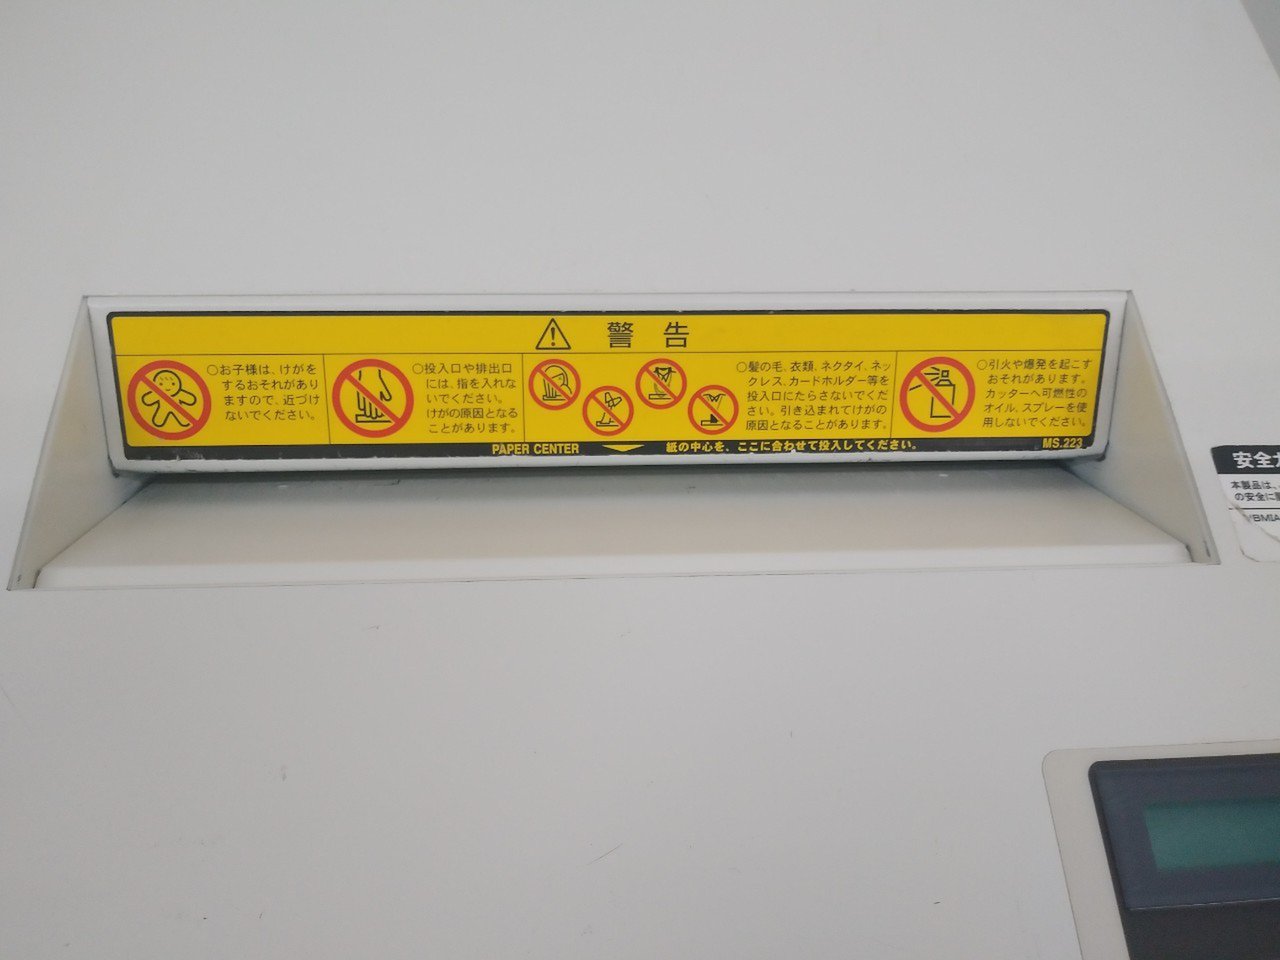 警告
○お子様は、けがを
するおそれがあり
ますので、近づけ
ないでください。
○投入口や排出口
には、指を入れな
いでください。
けがの原因となる
ことがあります。
○髪の毛、衣類、ネクタイ、ネッ
クレス、カードホルダー等を
投入口にたらさないでくだ
さい。引き込まれてけがの
原因となることがあります。
○引火や爆発を起こす
おそれがあります。
カッターへ可燃性の
オイル、スプレーを使
用しないでください。
PAPER CENTER 紙の中心を、ここに合わせて投入してください。 MS.223
安全
本製品は、
の安全に
BMIA